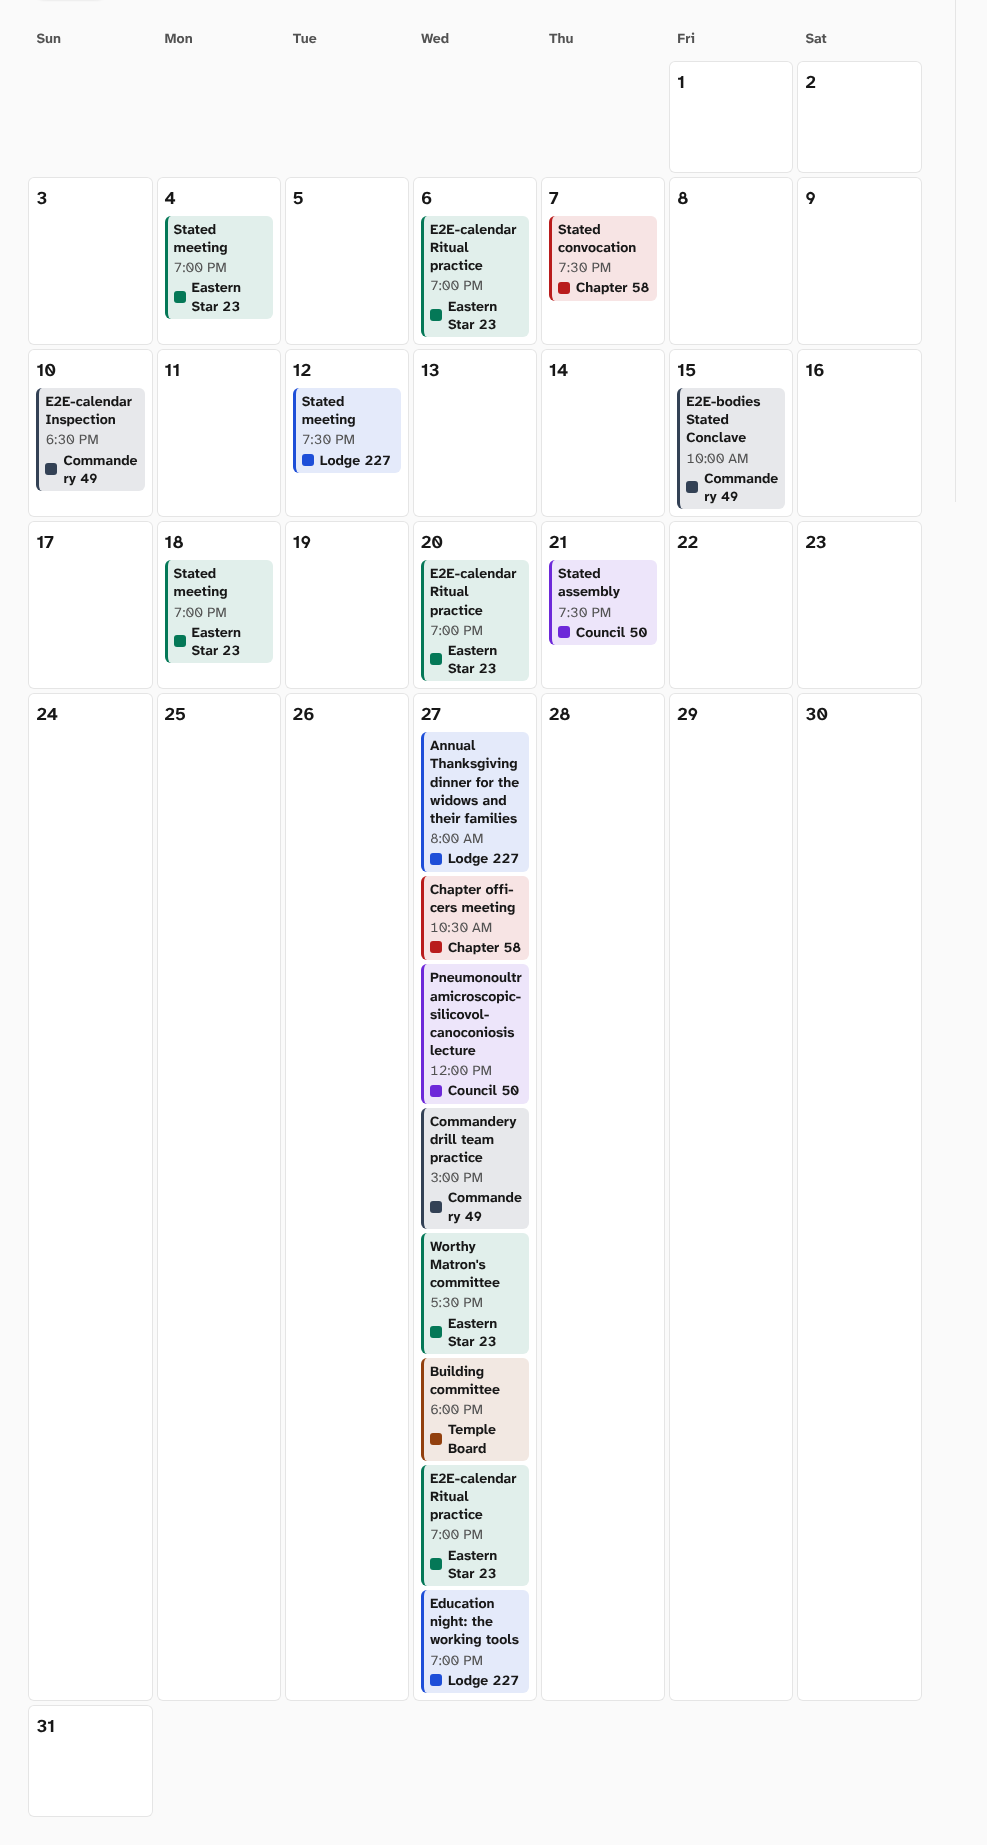 Sun Mon Tue Wed Thu Fri Sat
1 2
3 4 5 6 7 8 9
Stated
meeting
7:00 PM
Eastern
Star 23
E2E-calendar
Ritual
practice
7:00 PM
Eastern
Star 23
Stated
convocation
7:30 PM
Chapter 58
10 11 12 13 14 15 16
E2E-calendar
Inspection
6:30 PM
Commande
ry 49
Stated
meeting
7:30 PM
Lodge 227
E2E-bodies
Stated
Conclave
10:00 AM
Commande
ry 49
17 18 19 20 21 22 23
Stated
meeting
7:00 PM
Eastern
Star 23
E2E-calendar
Ritual
practice
7:00 PM
Eastern
Star 23
Stated
assembly
7:30 PM
Council 50
24 25 26 27 28 29 30
Annual
Thanksgiving
dinner for the
widows and
their families
8:00 AM
Lodge 227
Chapter offi-
cers meeting
10:30 AM
Chapter 58
Pneumonoultr
amicroscopic-
silicovol-
canoconiosis
lecture
12:00 PM
Council 50
Commandery
drill team
practice
3:00 PM
Commande
ry 49
Worthy
Matron's
committee
5:30 PM
Eastern
Star 23
Building
committee
6:00 PM
Temple
Board
E2E-calendar
Ritual
practice
7:00 PM
Eastern
Star 23
Education
night: the
working tools
7:00 PM
Lodge 227
31